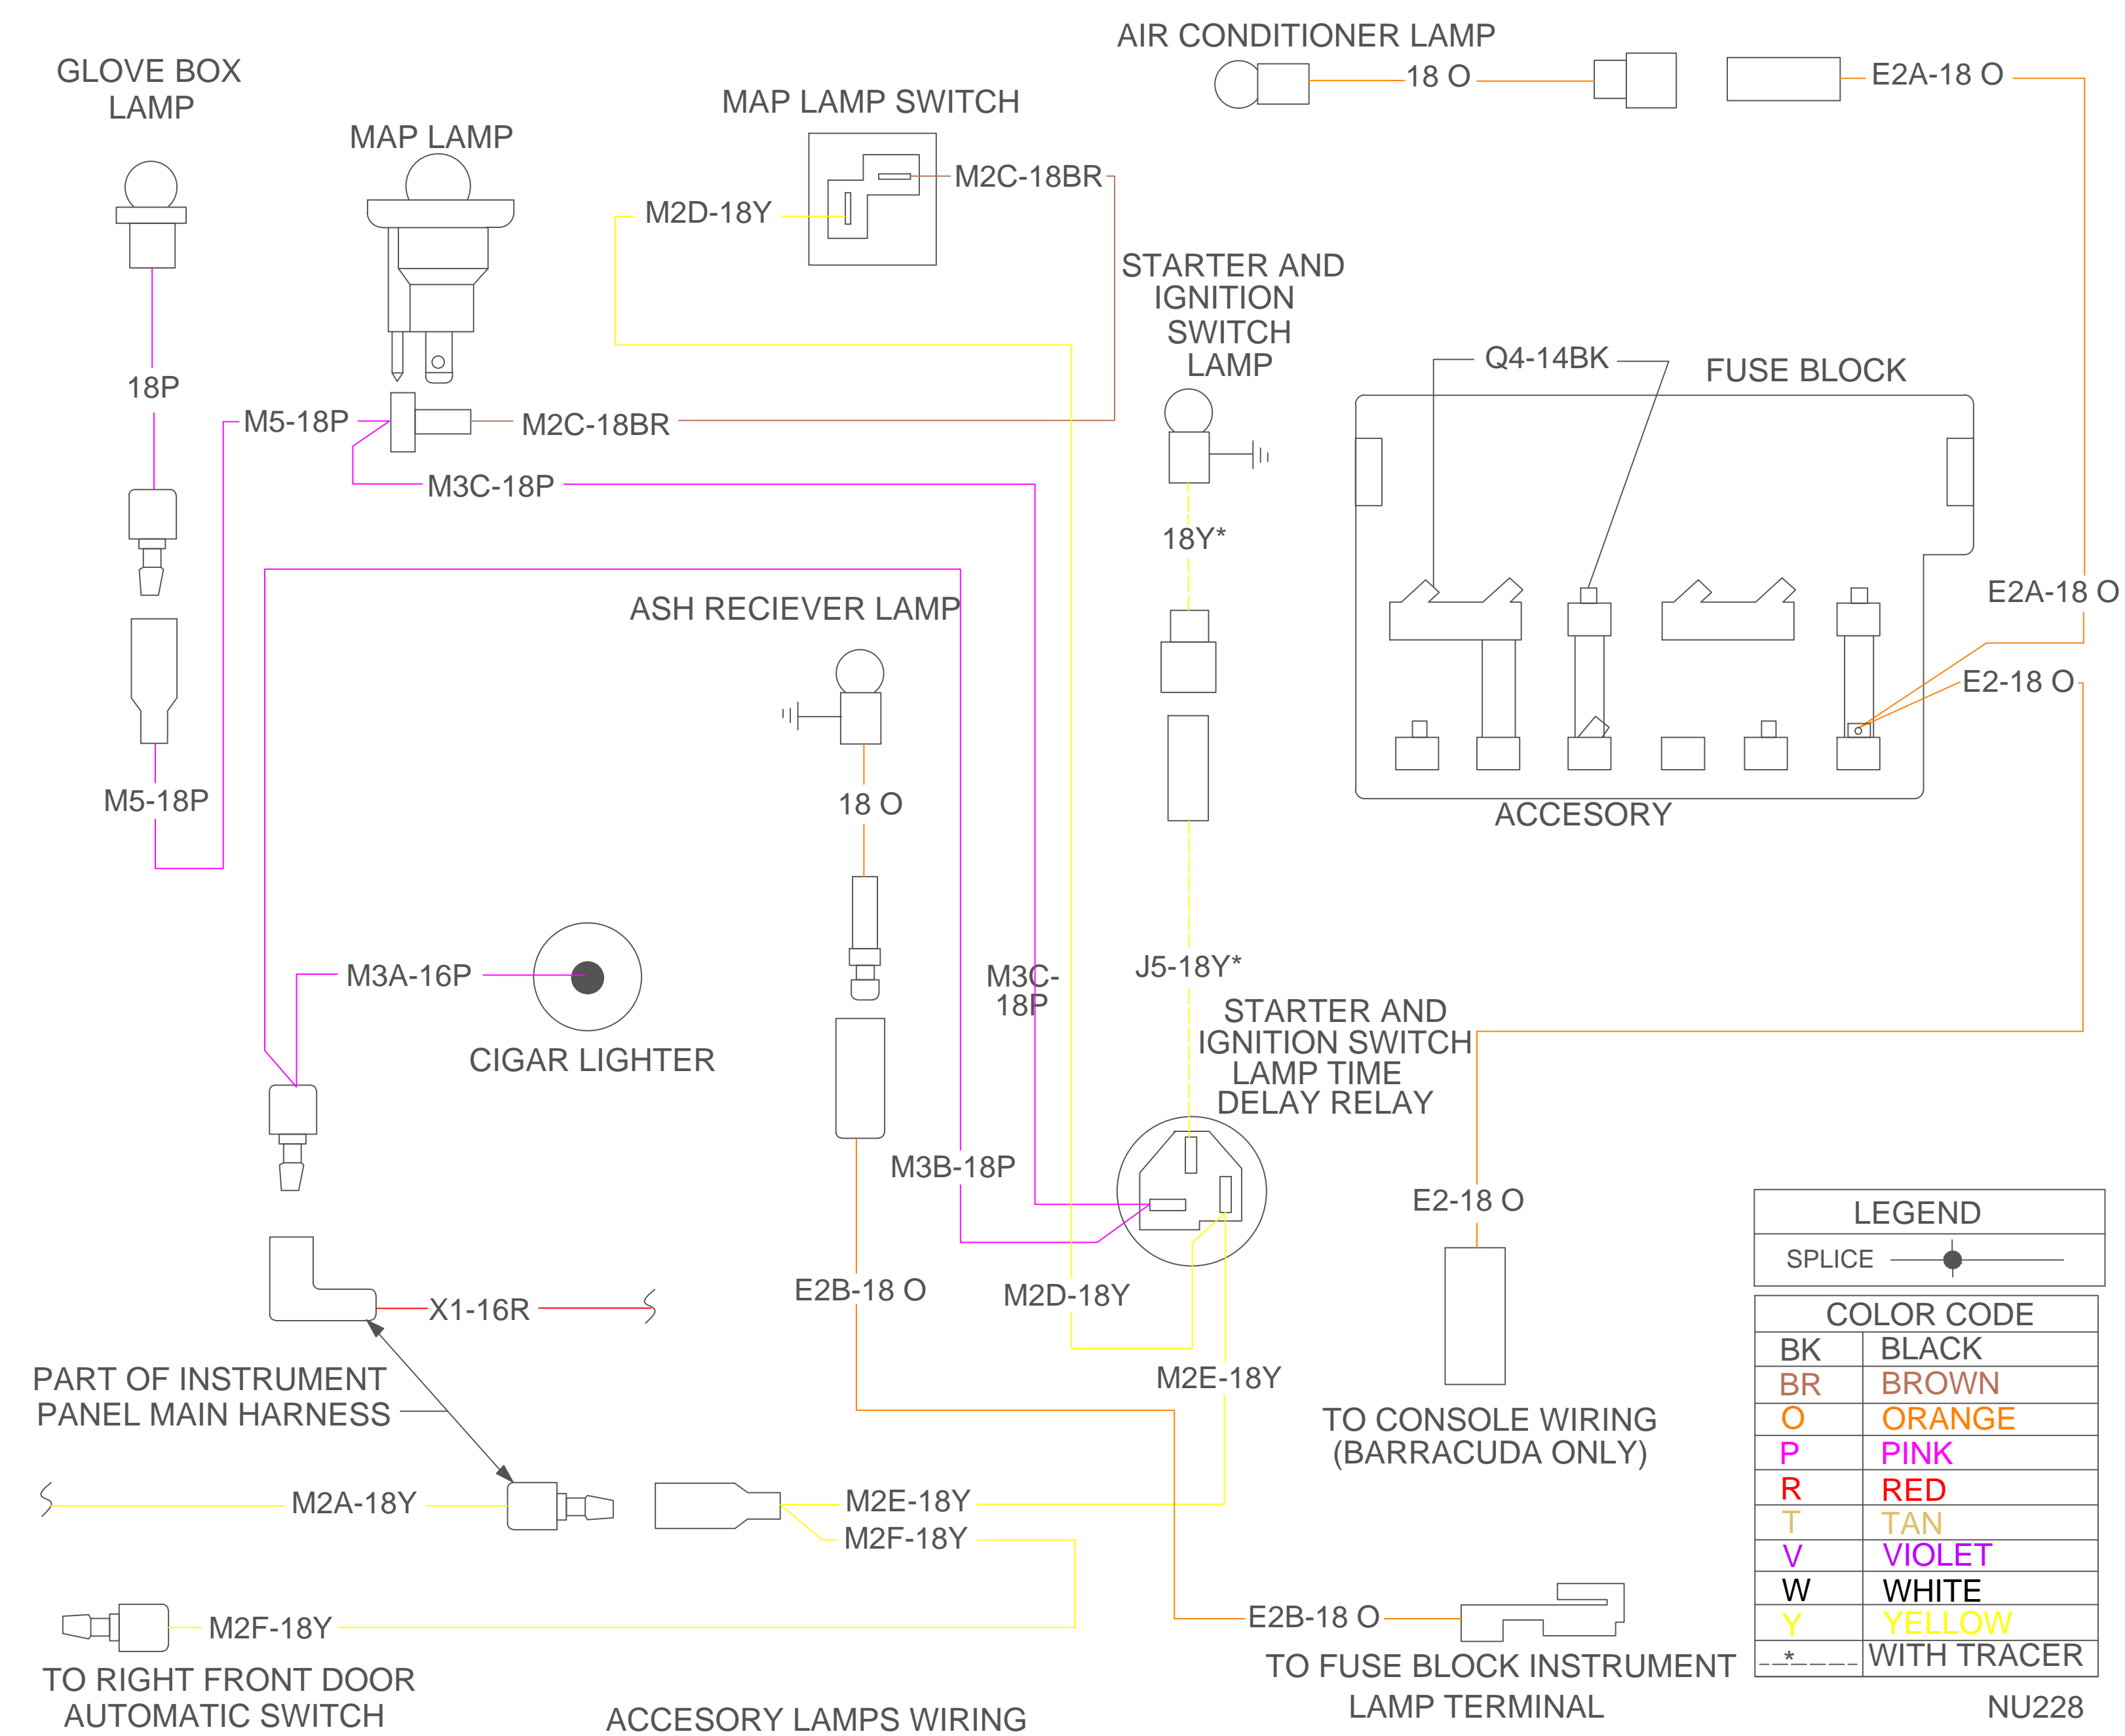 AIR CONDITIONER LAMP
18 O
E2A-18 O
GLOVE BOX
LAMP
MAP LAMP
MAP LAMP SWITCH
M2C-18BR
M2D-18Y
STARTER AND
IGNITION
SWITCH
LAMP
Q4-14BK
FUSE BLOCK
18P
M5-18P
M2C-18BR
M3C-18P
18Y*
E2A-18 O
ASH RECIEVER LAMP
E2-18 O
M5-18P
18 O
ACCESORY
M3A-16P
CIGAR LIGHTER
M3C-
18P
J5-18Y*
STARTER AND
IGNITION SWITCH
LAMP TIME
DELAY RELAY
M3B-18P
E2-18 O
E2B-18 O
M2D-18Y
X1-16R
PART OF INSTRUMENT
PANEL MAIN HARNESS
M2E-18Y
TO CONSOLE WIRING
(BARRACUDA ONLY)
M2A-18Y
M2E-18Y
M2F-18Y
M2F-18Y
E2B-18 O
TO RIGHT FRONT DOOR
AUTOMATIC SWITCH
TO FUSE BLOCK INSTRUMENT
LAMP TERMINAL
ACCESORY LAMPS WIRING
LEGEND
SPLICE
COLOR CODE
BK BLACK
BR BROWN
O ORANGE
P PINK
R RED
T TAN
V VIOLET
W WHITE
Y YELLOW
* WITH TRACER
NU228